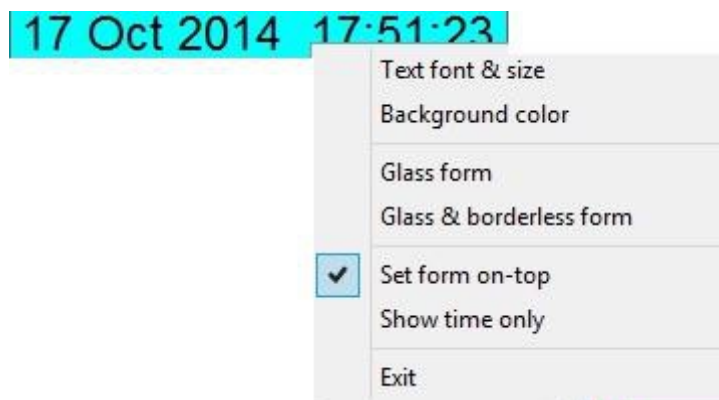 17 Oct 2014 17:51:23
Text font & size
Background color
Glass form
Glass & borderless form
Set form on-top
Show time only
Exit